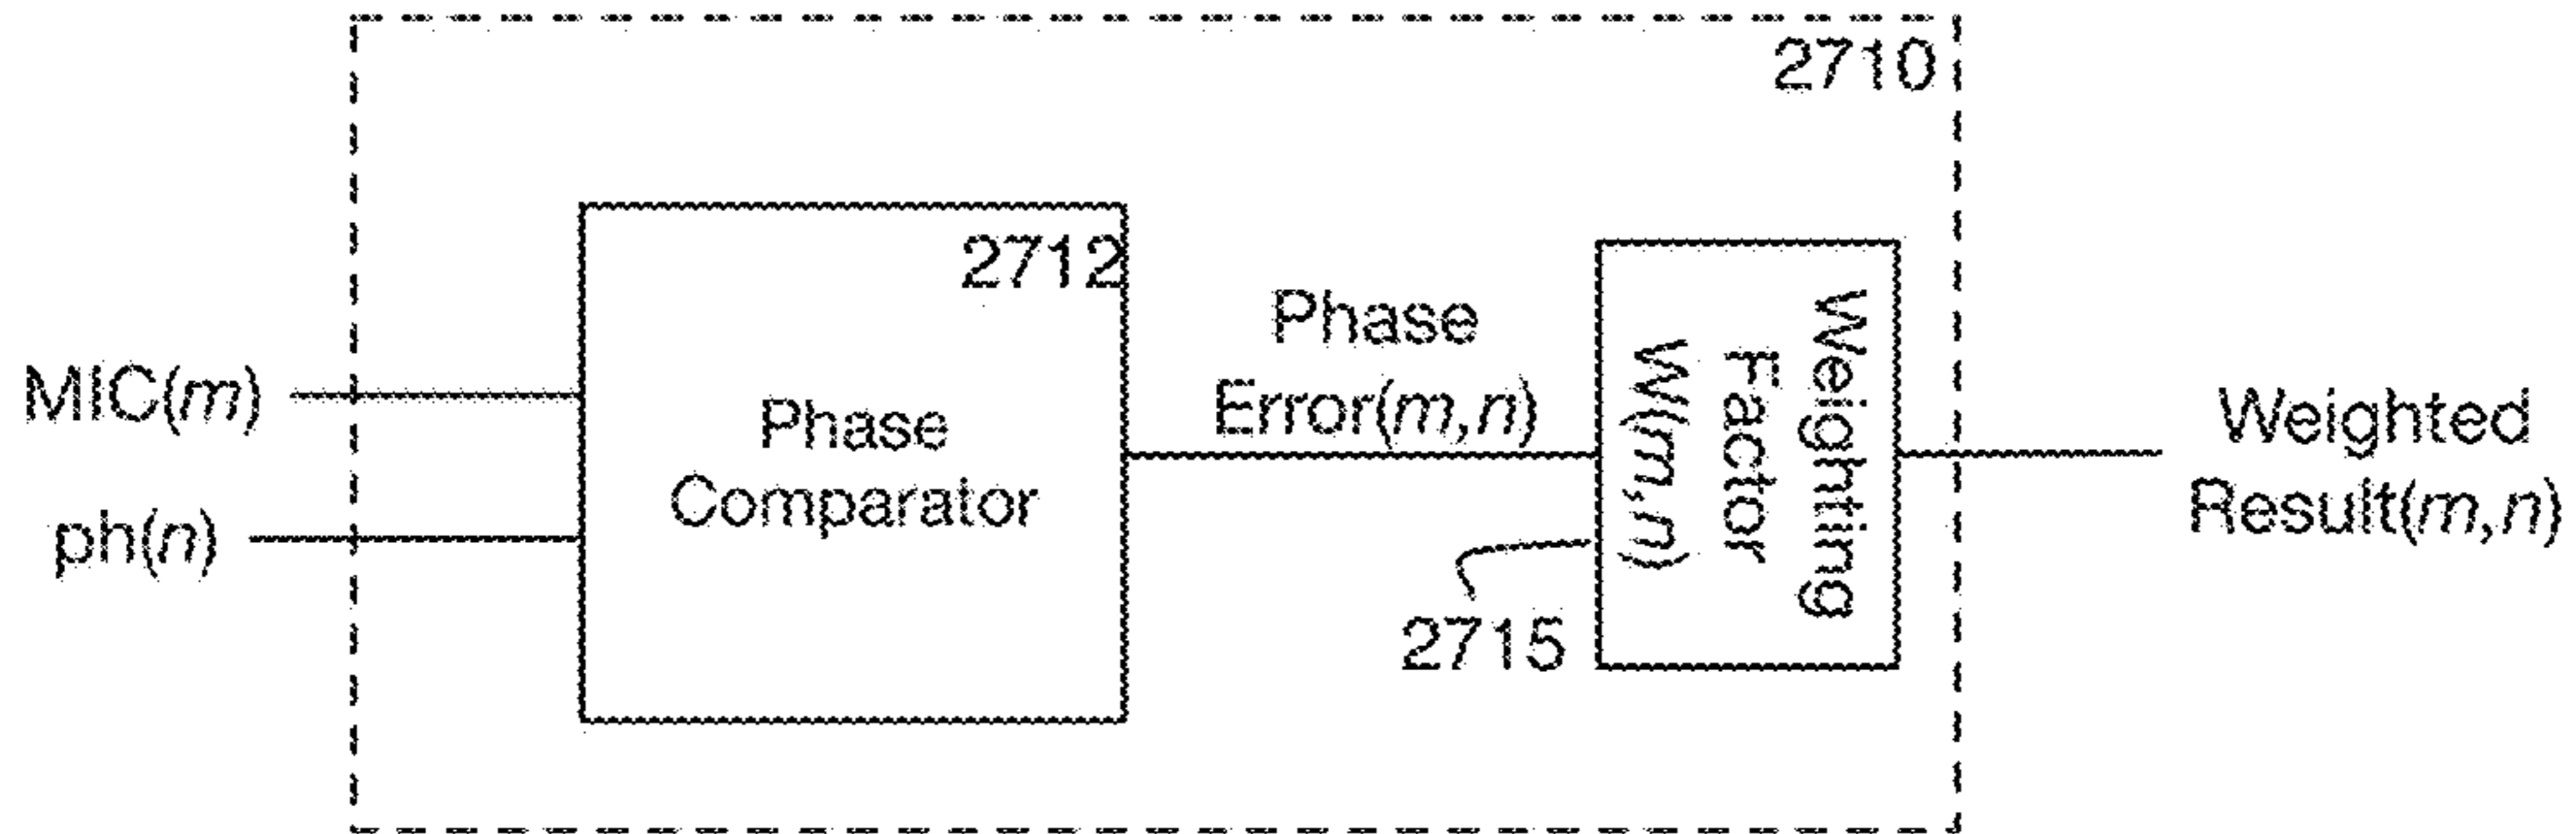 2710
2712
MIC(m)
ph(n)
Phase
Comparator
Phase
Error(m,n)
Weighting
Factor
W(m,n)
2715
Weighted
Result(m,n)